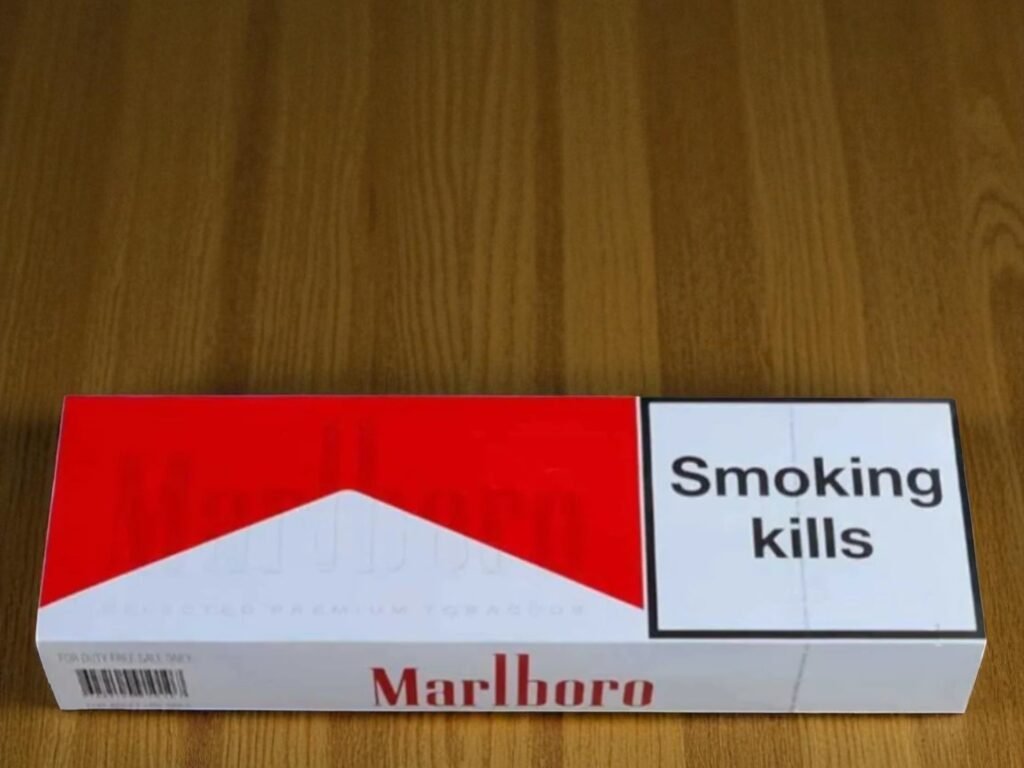 Marlboro
SELECTED PREMIUM TOBACCOS
Smoking
kills
FOR DUTY FREE SALE ONLY
Marlboro